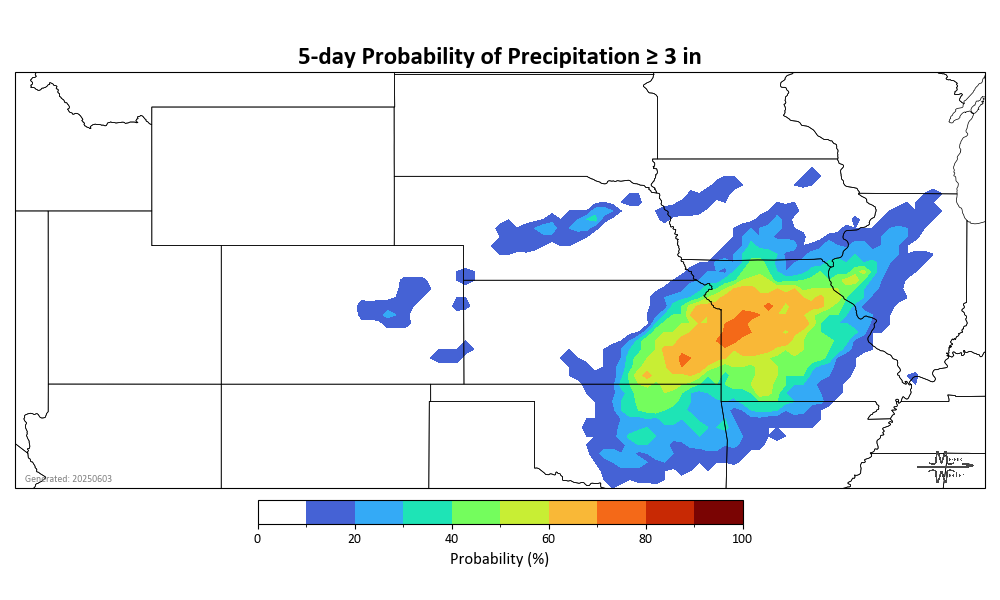 5-day Probability of Precipitation ≥ 3 in
Generated: 20250603
0 20 40 60 80 100
Probability (%)